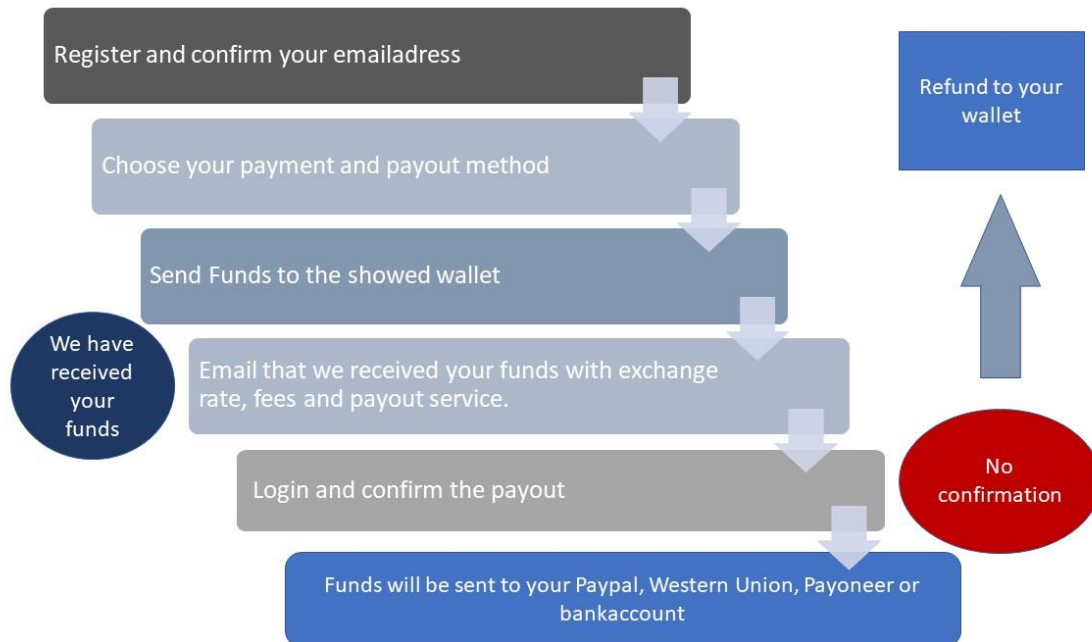 Register and confirm your emailadress
Refund to your
wallet
Choose your payment and payout method
Send Funds to the showed wallet
We have
received
your
funds
Email that we received your funds with exchange
rate, fees and payout service.
Login and confirm the payout
No
confirmation
Funds will be sent to your Paypal, Western Union, Payoneer or
bankaccount